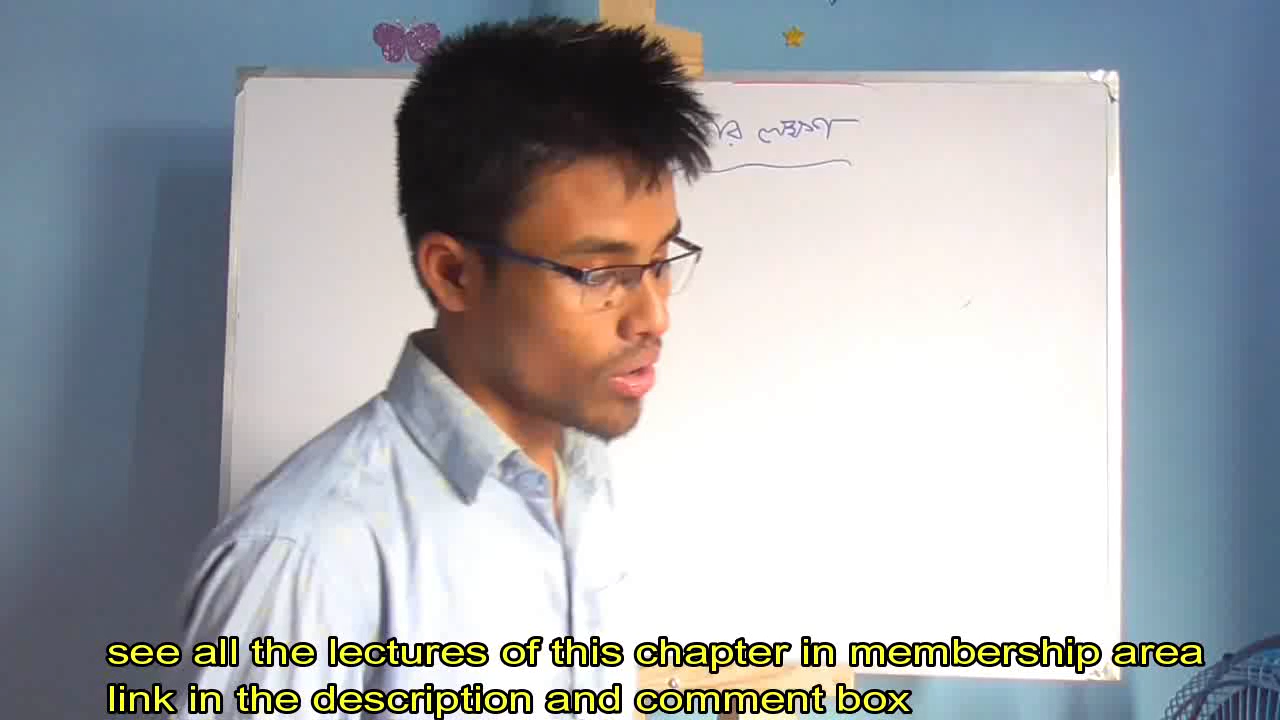 see all the lectures of this chapter in membership area
link in the description and comment box